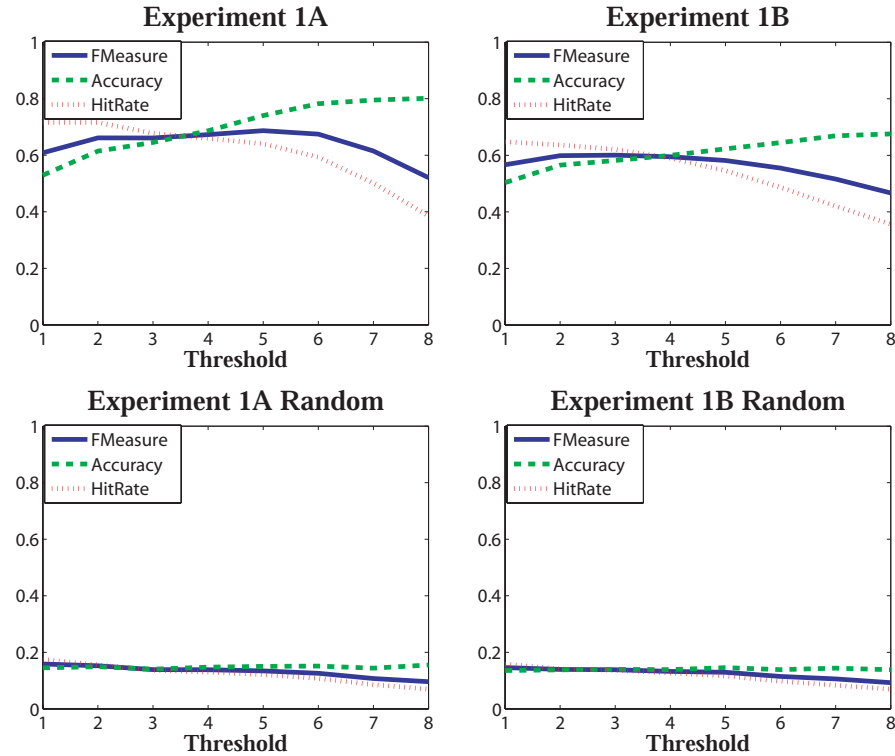 Experiment 1A
1
0.8
0.6
0.4
0.2
0
FMeasure
Accuracy
HitRate
1 2 3 4 5 6 7 8
Threshold
Experiment 1B
1
0.8
0.6
0.4
0.2
0
FMeasure
Accuracy
HitRate
1 2 3 4 5 6 7 8
Threshold
Experiment 1A Random
1
0.8
0.6
0.4
0.2
0
FMeasure
Accuracy
HitRate
1 2 3 4 5 6 7 8
Threshold
Experiment 1B Random
1
0.8
0.6
0.4
0.2
0
FMeasure
Accuracy
HitRate
1 2 3 4 5 6 7 8
Threshold